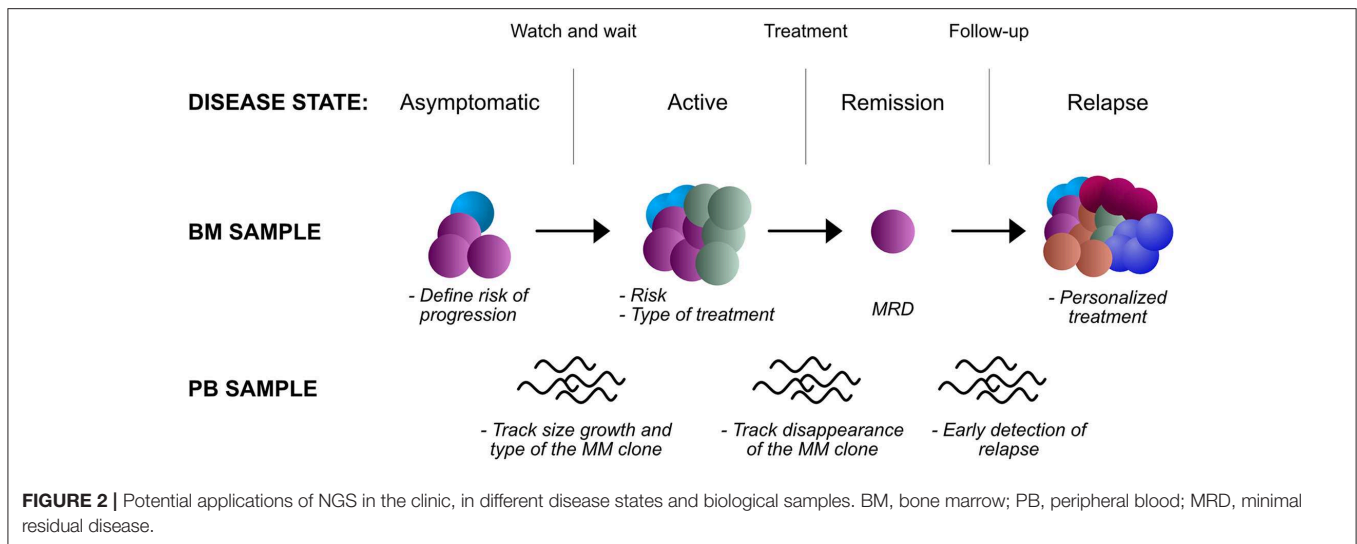 Watch and wait Treatment Follow-up
DISEASE STATE: Asymptomatic Active Remission Relapse
BM SAMPLE
- Define risk of
progression
- Risk
- Type of treatment
MRD
- Personalized
treatment
PB SAMPLE
- Track size growth and
type of the MM clone
- Track disappearance
of the MM clone
- Early detection of
relapse
FIGURE 2 | Potential applications of NGS in the clinic, in different disease states and biological samples. BM, bone marrow; PB, peripheral blood; MRD, minimal
residual disease.